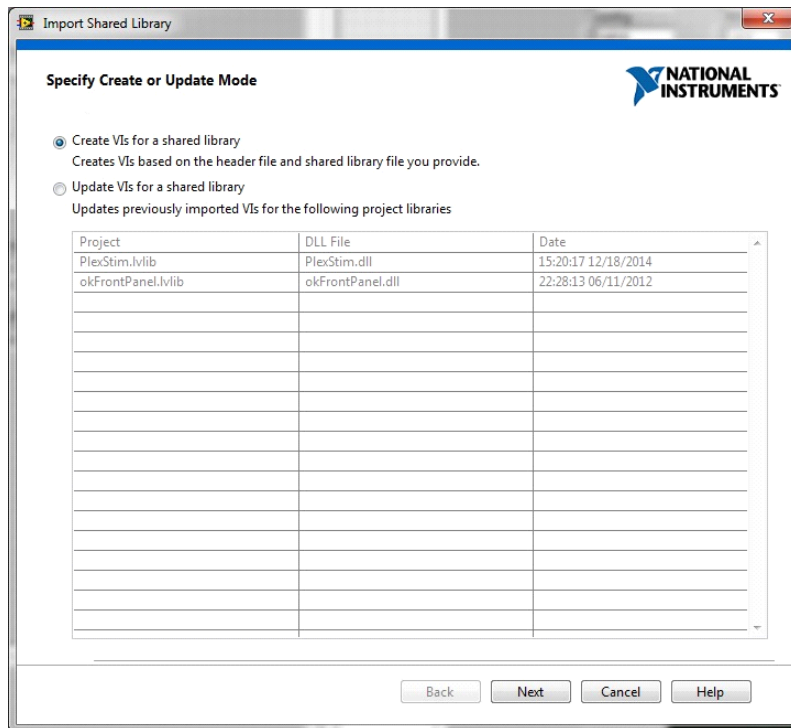 Import Shared Library
Specify Create or Update Mode
NATIONAL
INSTRUMENTS
Create VIs for a shared library
Creates VIs based on the header file and shared library file you provide.
Update VIs for a shared library
Updates previously imported VIs for the following project libraries
Project DLL File Date
PlexStim.lvlib PlexStim.dll 15:20:17 12/18/2014
okFrontPanel.lvlib okFrontPanel.dll 22:28:13 06/11/2012
Back Next Cancel Help